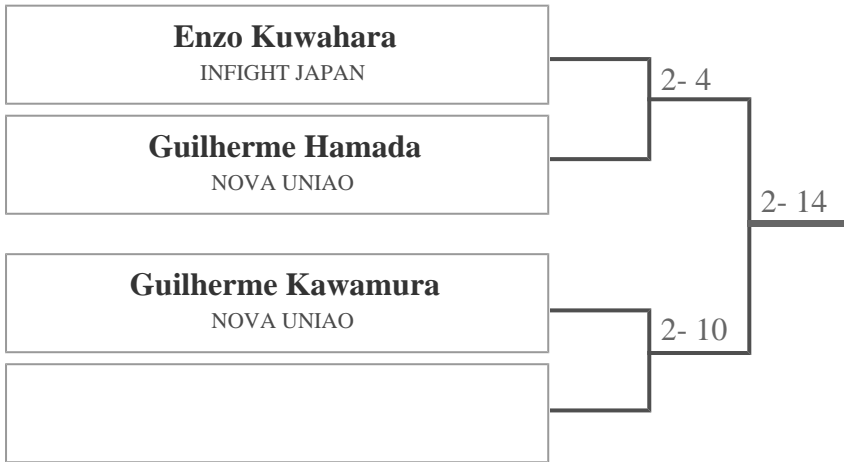 Enzo Kuwahara
INFIGHT JAPAN
2- 4
Guilherme Hamada
NOVA UNIAO
2- 14
Guilherme Kawamura
NOVA UNIAO
2- 10